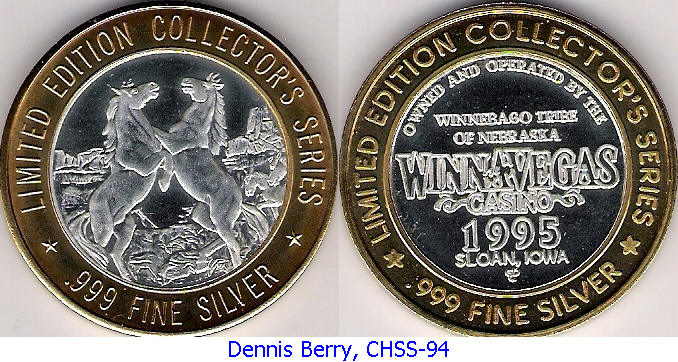 LIMITED EDITION COLLECTOR'S SERIES
.999 FINE SILVER
LIMITED EDITION COLLECTOR'S SERIES
.999 FINE SILVER
OWNED AND OPERATED BY THE
WINNEBAGO TRIBE
OF NEBRASKA
WINNAVEGAS
CASINO
1995
SLOAN, IOWA
Dennis Berry, CHSS-94